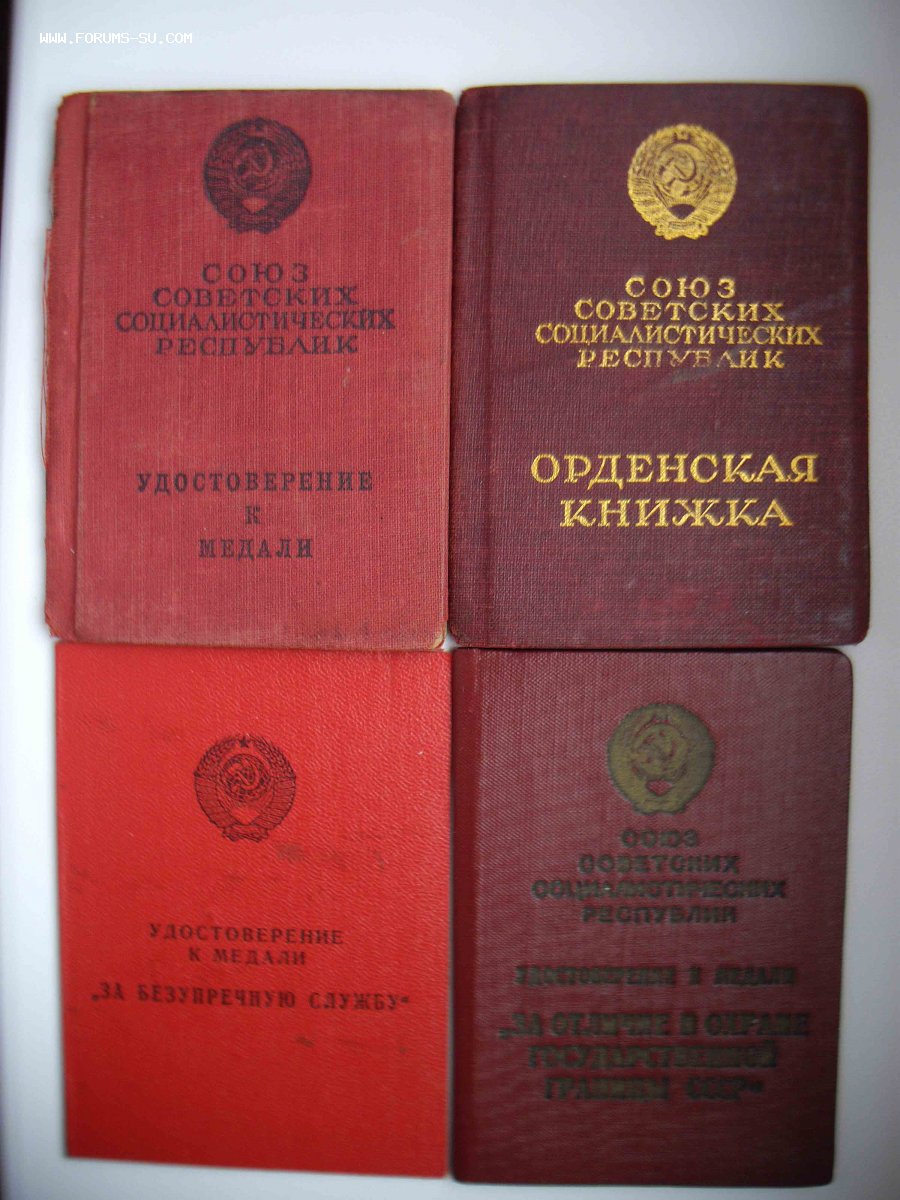 WWW.FORUMS-SU.COM
СОЮЗ
СОВЕТСКИХ
СОЦИАЛИСТИЧЕСКИХ
РЕСПУБЛИК
УДОСТОВЕРЕНИЕ
К
МЕДАЛИ
СОЮЗ
СОВЕТСКИХ
СОЦИАЛИСТИЧЕСКИХ
РЕСПУБЛИК
ОРДЕНСКАЯ
КНИЖКА
УДОСТОВЕРЕНИЕ
К МЕДАЛИ
„ЗА БЕЗУПРЕЧНУЮ СЛУЖБУ“
СОЮЗ
СОВЕТСКИХ
СОЦИАЛИСТИЧЕСКИХ
РЕСПУБЛИК
УДОСТОВЕРЕНИЕ К МЕДАЛИ
„ЗА ОТЛИЧИЕ В ОХРАНЕ
ГОСУДАРСТВЕННОЙ
ГРАНИЦЫ СССР“